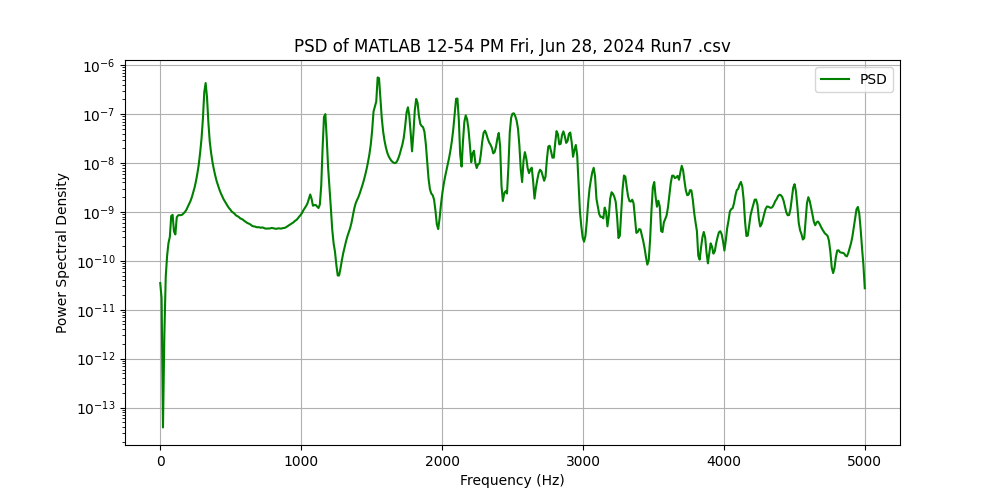 PSD of MATLAB 12-54 PM Fri, Jun 28, 2024 Run7 .csv
PSD
Power Spectral Density
10⁻⁶
10⁻⁷
10⁻⁸
10⁻⁹
10⁻¹⁰
10⁻¹¹
10⁻¹²
10⁻¹³
0 1000 2000 3000 4000 5000
Frequency (Hz)